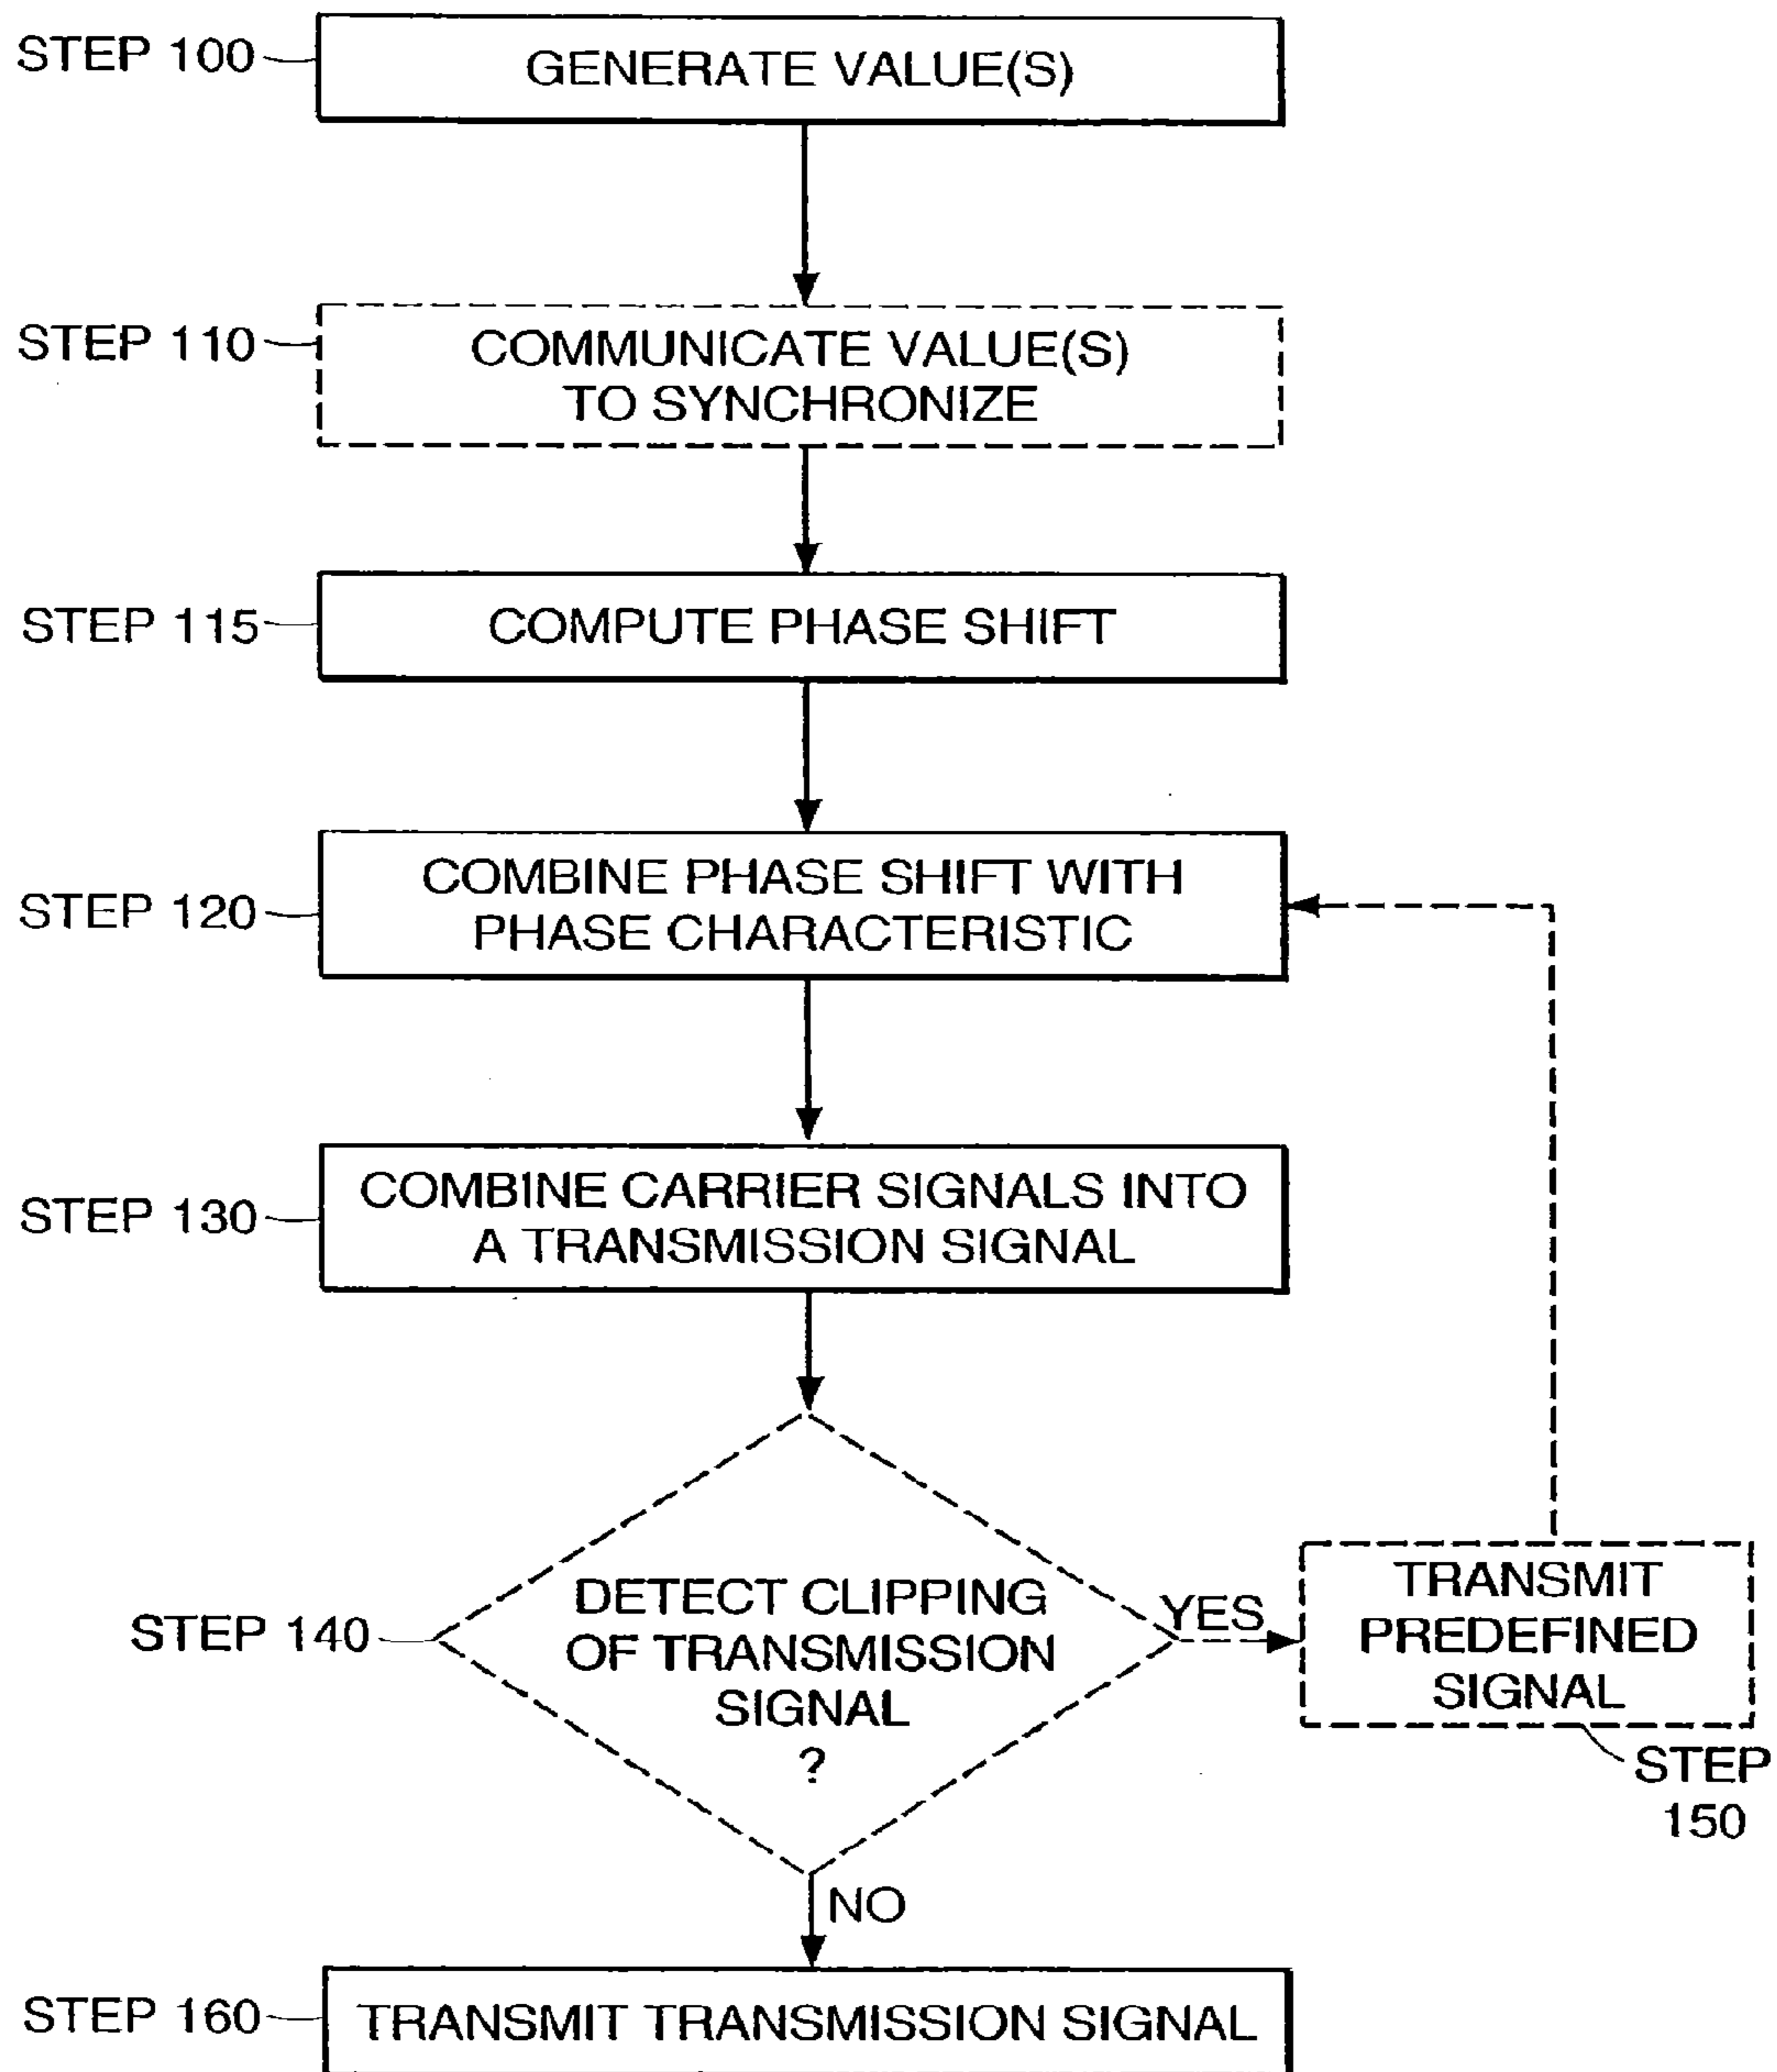 STEP 100
GENERATE VALUE(S)
STEP 110
COMMUNICATE VALUE(S)
TO SYNCHRONIZE
STEP 115
COMPUTE PHASE SHIFT
STEP 120
COMBINE PHASE SHIFT WITH
PHASE CHARACTERISTIC
STEP 130
COMBINE CARRIER SIGNALS INTO
A TRANSMISSION SIGNAL
STEP 140
DETECT CLIPPING
OF TRANSMISSION
SIGNAL
?
YES
TRANSMIT
PREDEFINED
SIGNAL
STEP
150
NO
STEP 160
TRANSMIT TRANSMISSION SIGNAL